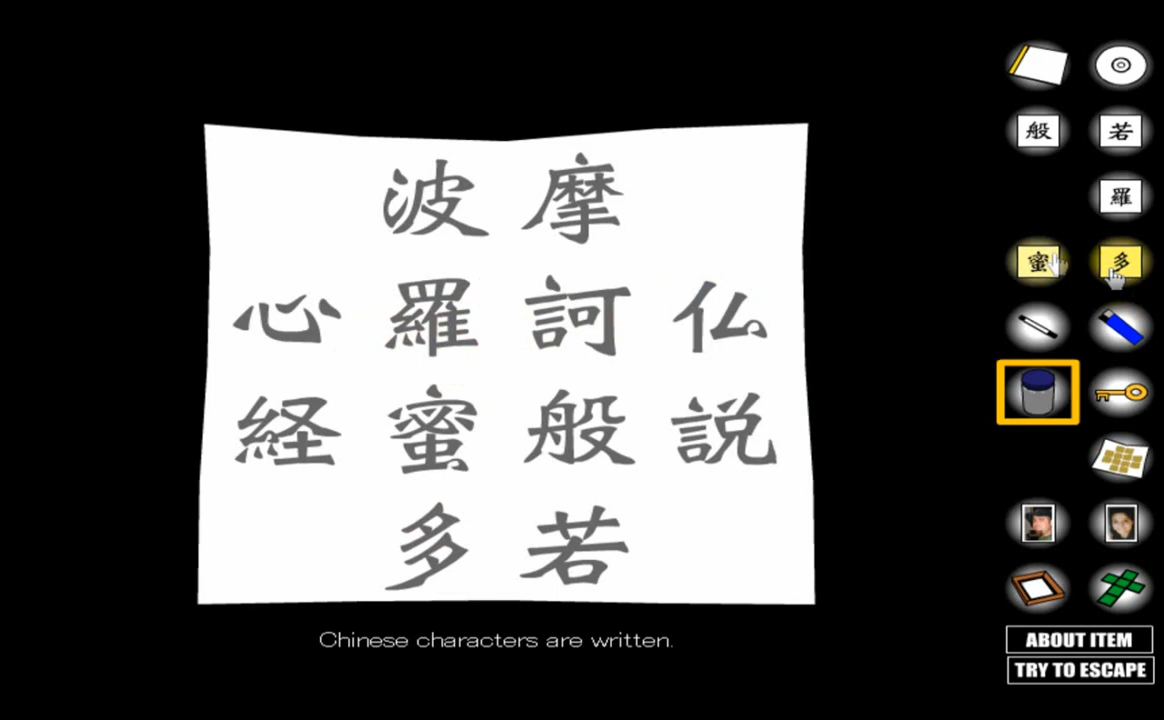 仏説
摩訶般若
波羅蜜多
心経
Chinese characters are written.
般
若
羅
蜜
多
ABOUT ITEM
TRY TO ESCAPE